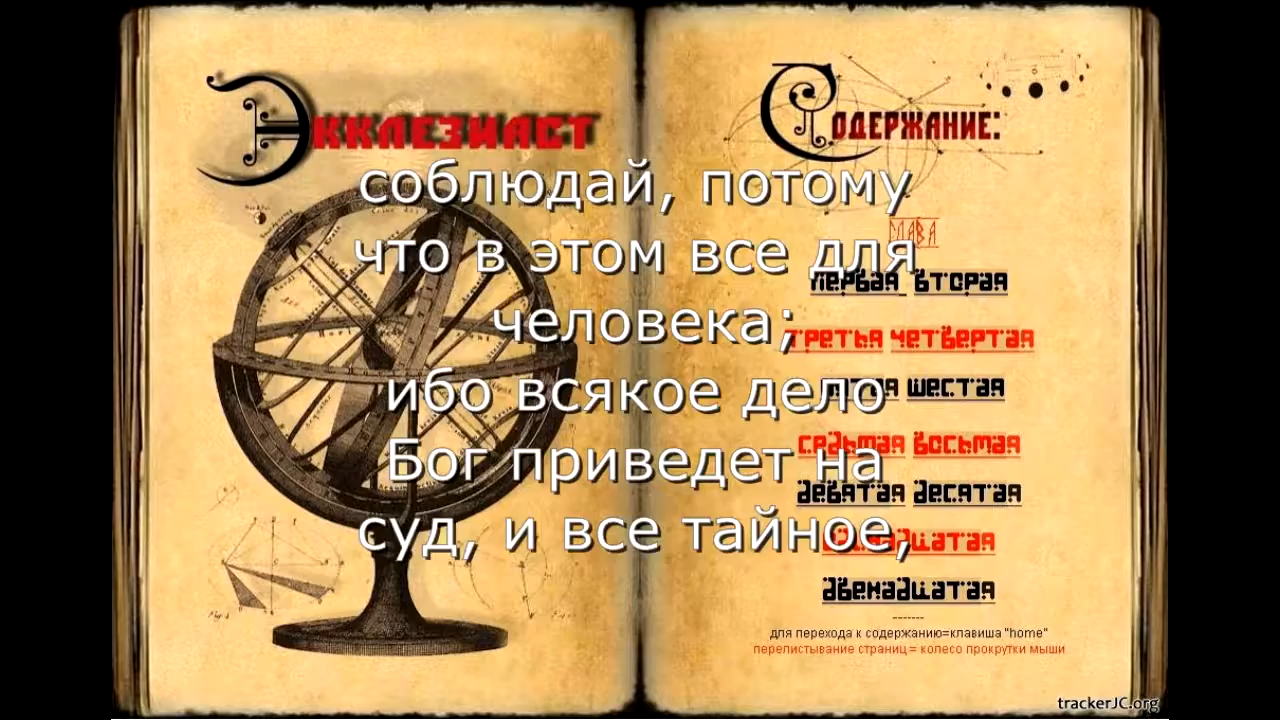 Экклезиаст
Содержание:
соблюдай, потому
что в этом все для
человека;
ибо всякое дело
Бог приведет на
суд, и все тайное,
глава
первая вторая
третья четвертая
шестая
седьмая восьмая
девятая десятая
двенадцатая
-------
для перехода к содержанию=клавиша "home"
перелистывание страниц= колесо прокрутки мыши
trackerJC.org